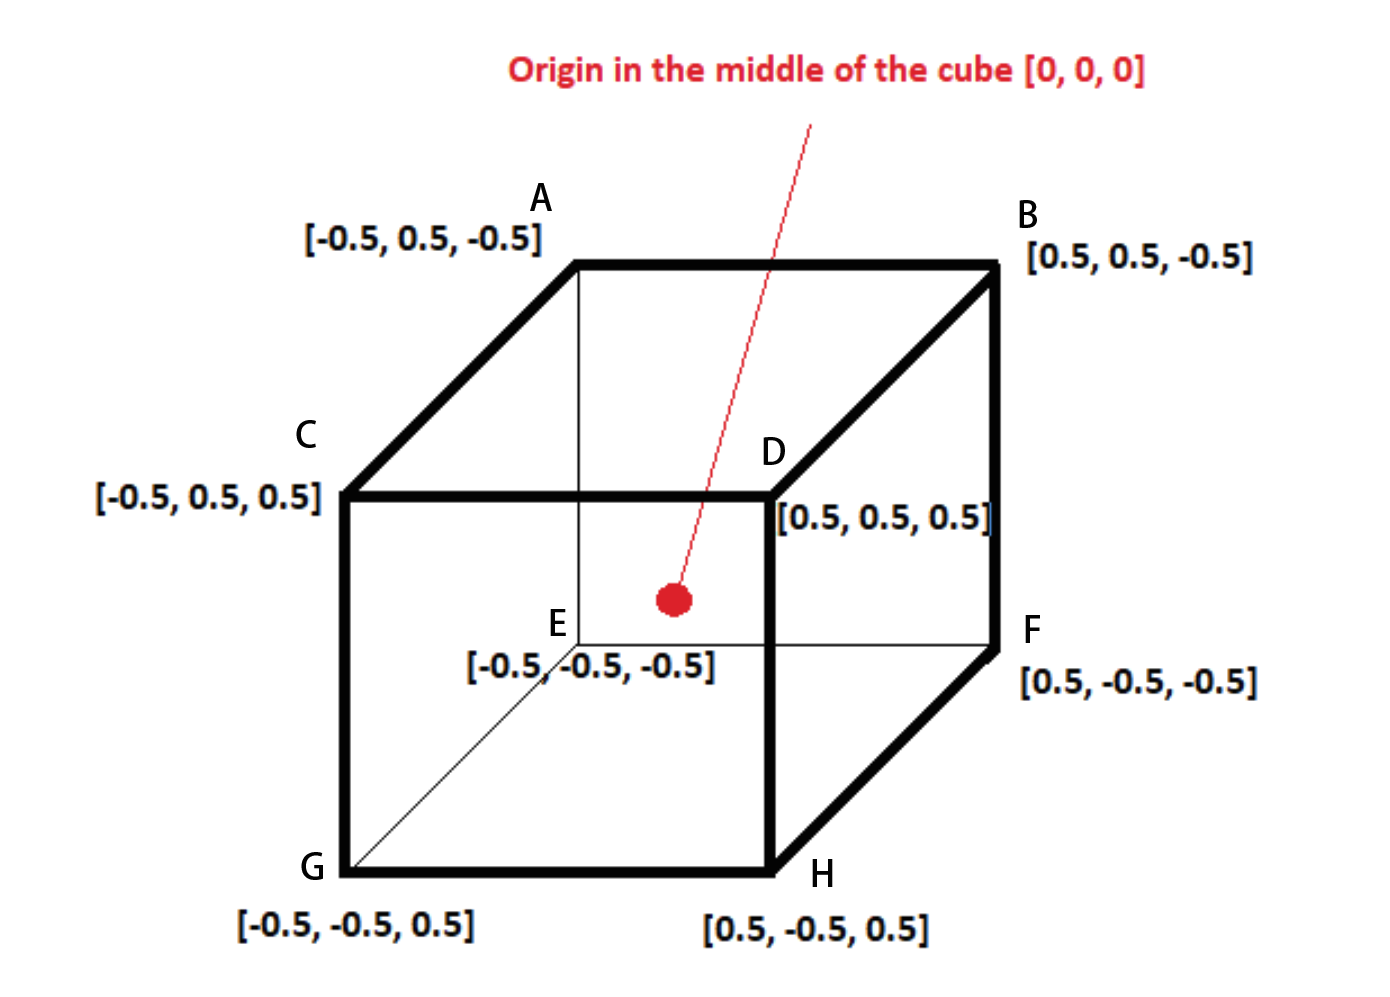 Origin in the middle of the cube [0, 0, 0]
A
[-0.5, 0.5, -0.5]
B
[0.5, 0.5, -0.5]
C
[-0.5, 0.5, 0.5]
D
[0.5, 0.5, 0.5]
E
[-0.5, -0.5, -0.5]
F
[0.5, -0.5, -0.5]
G
[-0.5, -0.5, 0.5]
H
[0.5, -0.5, 0.5]